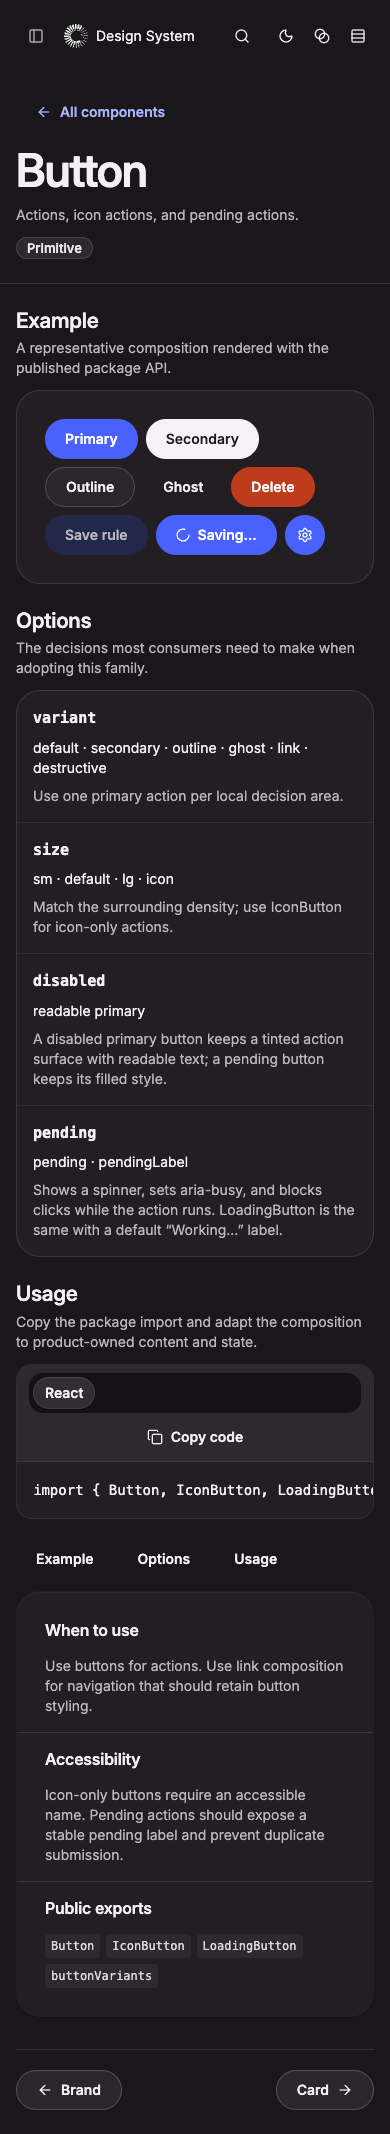 Design System
All components
Button
Actions, icon actions, and pending actions.
Primitive
Example
A representative composition rendered with the
published package API.
Primary
Secondary
Outline
Ghost
Delete
Save rule
Saving...
Options
The decisions most consumers need to make when
adopting this family.
variant
default · secondary · outline · ghost · link ·
destructive
Use one primary action per local decision area.
size
sm · default · lg · icon
Match the surrounding density; use IconButton
for icon-only actions.
disabled
readable primary
A disabled primary button keeps a tinted action
surface with readable text; a pending button
keeps its filled style.
pending
pending · pendingLabel
Shows a spinner, sets aria-busy, and blocks
clicks while the action runs. LoadingButton is the
same with a default “Working…” label.
Usage
Copy the package import and adapt the composition
to product-owned content and state.
React
Copy code
import { Button, IconButton, LoadingButto
Example
Options
Usage
When to use
Use buttons for actions. Use link composition
for navigation that should retain button
styling.
Accessibility
Icon-only buttons require an accessible
name. Pending actions should expose a
stable pending label and prevent duplicate
submission.
Public exports
Button IconButton LoadingButton
buttonVariants
Brand
Card